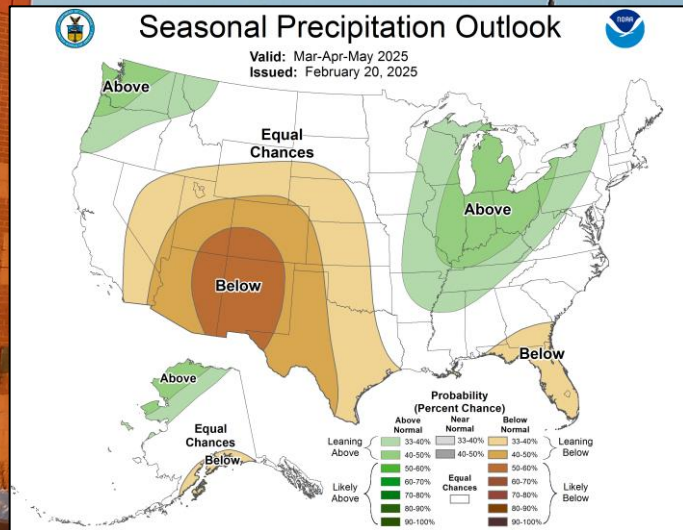 Seasonal Precipitation Outlook
NOAA
Valid: Mar-Apr-May 2025
Issued: February 20, 2025
Above
Equal
Chances
Above
Below
Below
Above
Equal
Chances
Below
Probability
(Percent Chance)
Above
Normal
Near
Normal
Below
Normal
Leaning
Above
33-40%
33-40%
33-40%
Leaning
Below
40-50%
40-50%
40-50%
Likely
Above
50-60%
60-70%
70-80%
80-90%
90-100%
Equal
Chances
50-60%
60-70%
70-80%
80-90%
90-100%
Likely
Below